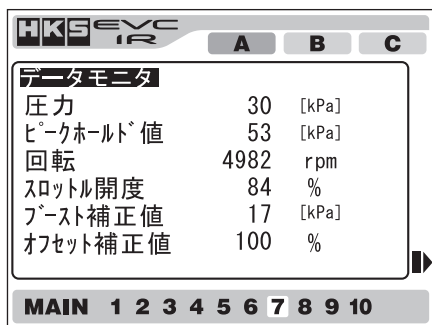 HKS EVC IR
A B C
データモニタ
圧力 30 [kPa]
ピークホールド値 53 [kPa]
回転 4982 rpm
スロットル開度 84 %
ブースト補正値 17 [kPa]
オフセット補正値 100 %
MAIN 1 2 3 4 5 6 7 8 9 10